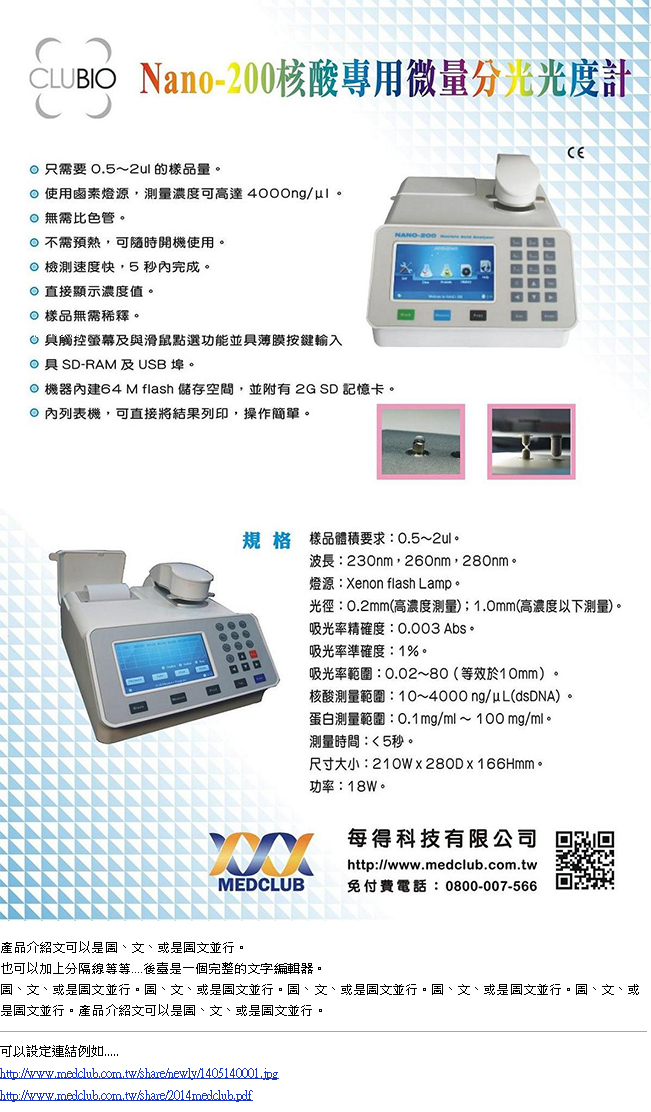 CLUBIO
Nano-200核酸專用微量分光光度計
CE
◎ 只需要 0.5～2ul 的樣品量。
◎ 使用鹵素燈源，測量濃度可高達 4000ng/μl。
◎ 無需比色管。
◎ 不需預熱，可隨時開機使用。
◎ 檢測速度快，5 秒內完成。
◎ 直接顯示濃度值。
◎ 樣品無需稀釋。
◎ 與觸控螢幕及與滑鼠點選功能並具薄膜按鍵輸入
◎ 具 SD-RAM 及 USB 埠。
◎ 機器內建64 M flash 儲存空間，並附有 2G SD 記憶卡。
◎ 內列表機，可直接將結果列印，操作簡單。
NANO-200 Nucleic Acid Analyzer
規格
樣品體積要求：0.5～2ul。
波長：230nm，260nm，280nm。
燈源：Xenon flash Lamp。
光徑：0.2mm(高濃度測量)；1.0mm(高濃度以下測量)。
吸光率精確度：0.003 Abs。
吸光率準確度：1%。
吸光率範圍：0.02～80（等效於10mm）。
核酸測量範圍：10～4000 ng/μL(dsDNA)。
蛋白測量範圍：0.1mg/ml ～ 100 mg/ml。
測量時間：<5秒。
尺寸大小：210W x 280D x 166Hmm。
功率：18W。
MEDCLUB
每得科技有限公司
http://www.medclub.com.tw
免付費電話：0800-007-566
產品介紹文可以是圖、文、或是圖文並行。
也可以加上分隔線等等....後臺是一個完整的文字編輯器。
圖、文、或是圖文並行。圖、文、或是圖文並行。圖、文、或是圖文並行。圖、文、或是圖文並行。圖、文、或
是圖文並行。產品介紹文可以是圖、文、或是圖文並行。
可以設定連結例如.....
http://www.medclub.com.tw/share/newly/1405140001.jpg
http://www.medclub.com.tw/share/2014medclub.pdf